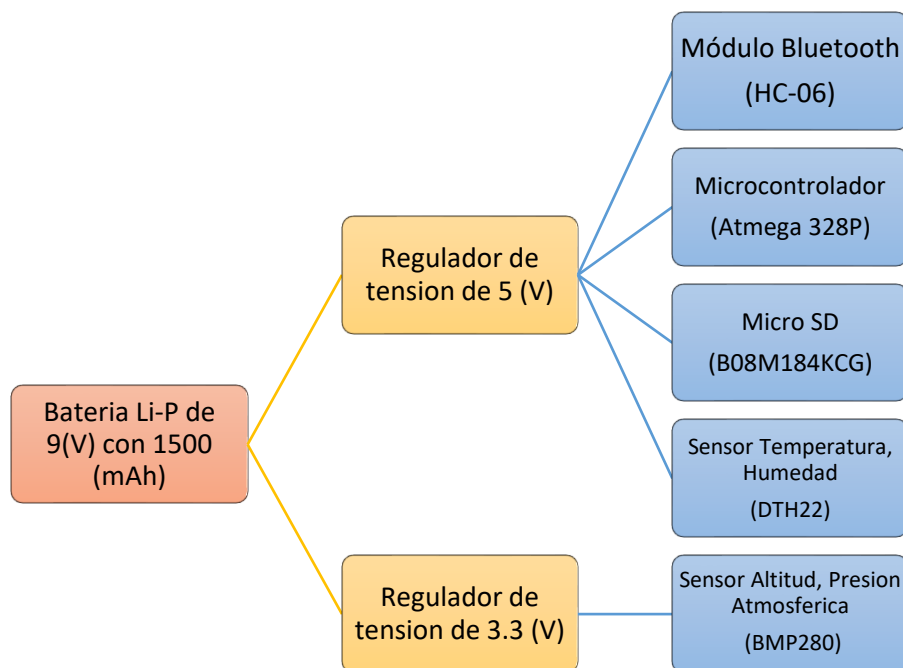 Bateria Li-P de
9(V) con 1500
(mAh)
Regulador de
tension de 5 (V)
Módulo Bluetooth
(HC-06)
Microcontrolador
(Atmega 328P)
Micro SD
(B08M184KCG)
Sensor Temperatura,
Humedad
(DTH22)
Regulador de
tension de 3.3 (V)
Sensor Altitud, Presion
Atmosferica
(BMP280)